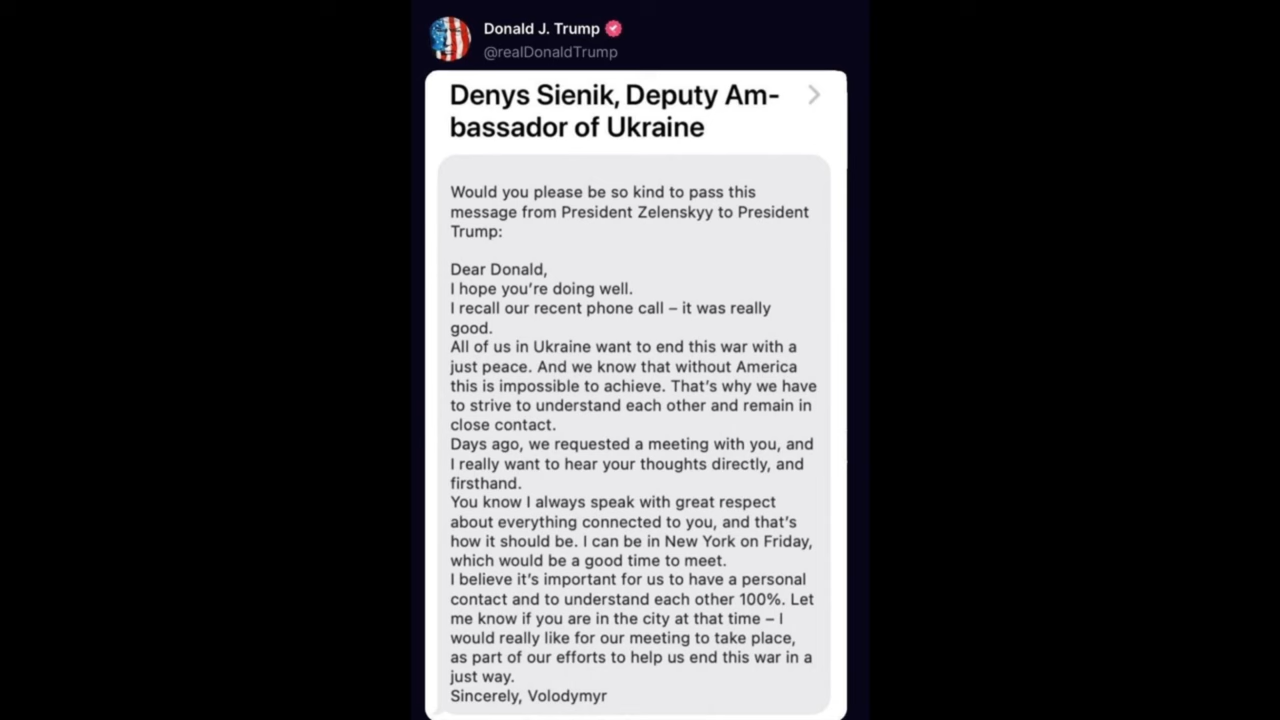 Donald J. Trump
@realDonaldTrump
Denys Sienik, Deputy Am-
bassador of Ukraine
Would you please be so kind to pass this
message from President Zelenskyy to President
Trump:
Dear Donald,
I hope you're doing well.
I recall our recent phone call – it was really
good.
All of us in Ukraine want to end this war with a
just peace. And we know that without America
this is impossible to achieve. That's why we have
to strive to understand each other and remain in
close contact.
Days ago, we requested a meeting with you, and
I really want to hear your thoughts directly, and
firsthand.
You know I always speak with great respect
about everything connected to you, and that's
how it should be. I can be in New York on Friday,
which would be a good time to meet.
I believe it's important for us to have a personal
contact and to understand each other 100%. Let
me know if you are in the city at that time – I
would really like for our meeting to take place,
as part of our efforts to help us end this war in a
just way.
Sincerely, Volodymyr